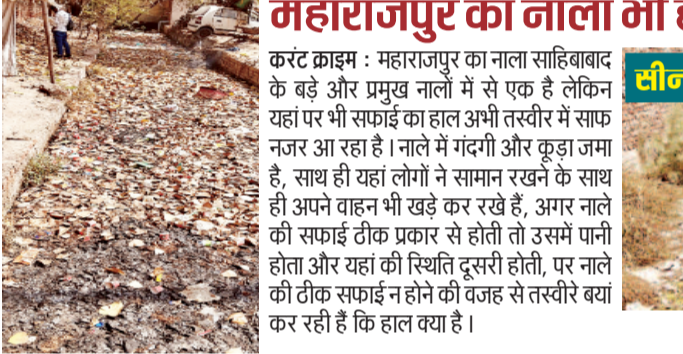 महाराजपुर का नाला भी
करंट क्राइम : महाराजपुर का नाला साहिबाबाद
के बड़े और प्रमुख नालों में से एक है लेकिन
यहां पर भी सफाई का हाल अभी तस्वीर में साफ
नजर आ रहा है । नाले में गंदगी और कूड़ा जमा
है, साथ ही यहां लोगों ने सामान रखने के साथ
ही अपने वाहन भी खड़े कर रखे हैं, अगर नाले
की सफाई ठीक प्रकार से होती तो उसमें पानी
होता और यहां की स्थिति दूसरी होती, पर नाले
की ठीक सफाई न होने की वजह से तस्वीरे बयां
कर रही हैं कि हाल क्या है ।